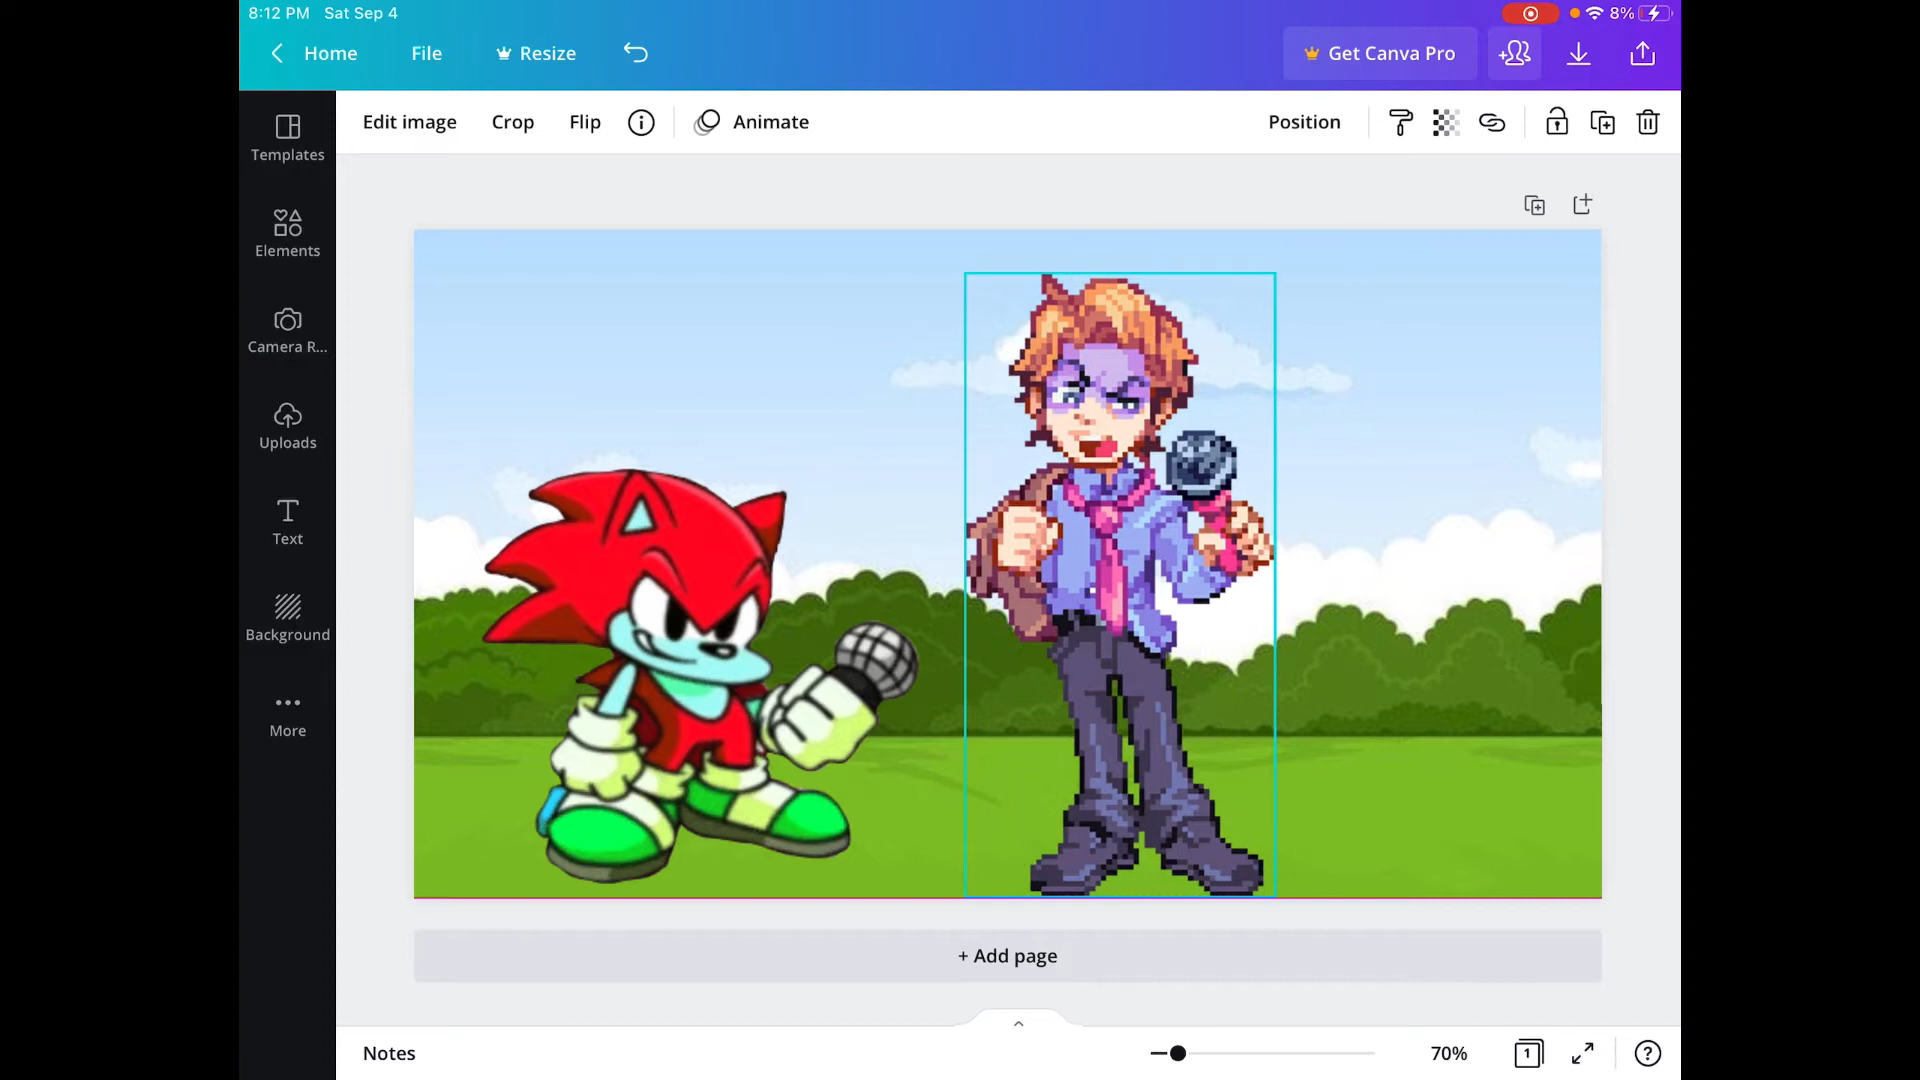 8:12 PM Sat Sep 4
8%
Home File Resize Get Canva Pro
Edit image Crop Flip Animate Position
Templates
Elements
Camera R...
Uploads
Text
Background
More
+ Add page
Notes 70% 1 ?